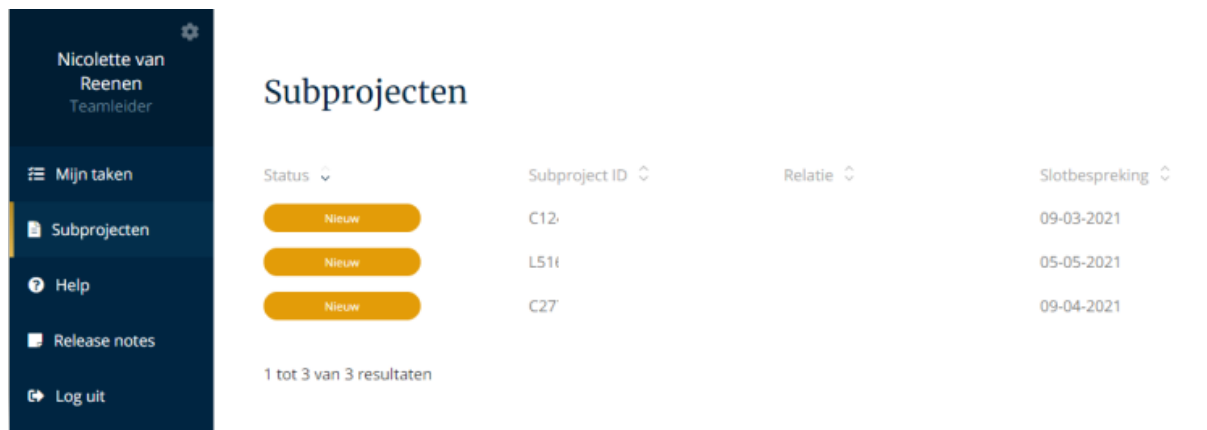 Nicolette van
Reenen
Teamleider
Mijn taken
Subprojecten
Help
Release notes
Log uit
Subprojecten
Status Subproject ID Relatie Slotbespreking
Nieuw 09-03-2021
Nieuw 05-05-2021
Nieuw 09-04-2021
1 tot 3 van 3 resultaten